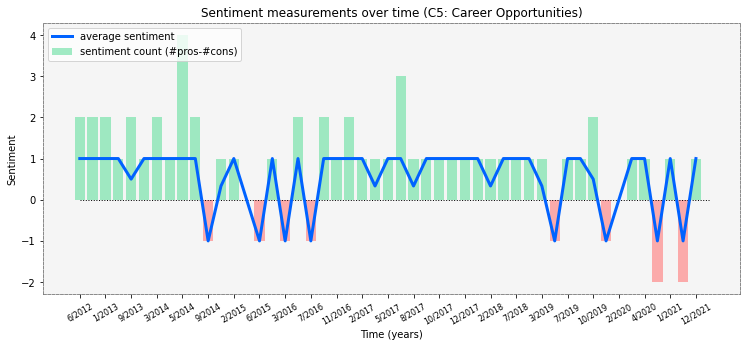 Sentiment measurements over time (C5: Career Opportunities)
average sentiment
sentiment count (#pros-#cons)
Sentiment
4
3
2
1
0
−1
−2
6/2012 1/2013 9/2013 3/2014 5/2014 9/2014 2/2015 6/2015 3/2016 7/2016 11/2016 2/2017 5/2017 8/2017 10/2017 12/2017 2/2018 7/2018 3/2019 7/2019 10/2019 2/2020 4/2020 1/2021 12/2021
Time (years)